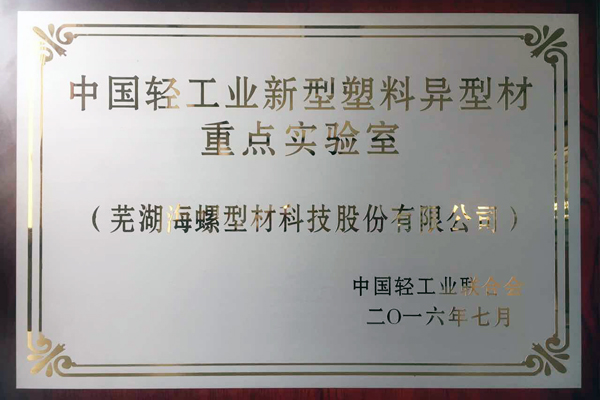 中国轻工业新型塑料异型材
重点实验室
（芜湖海螺型材科技股份有限公司）
中国轻工业联合会
二〇一六年七月